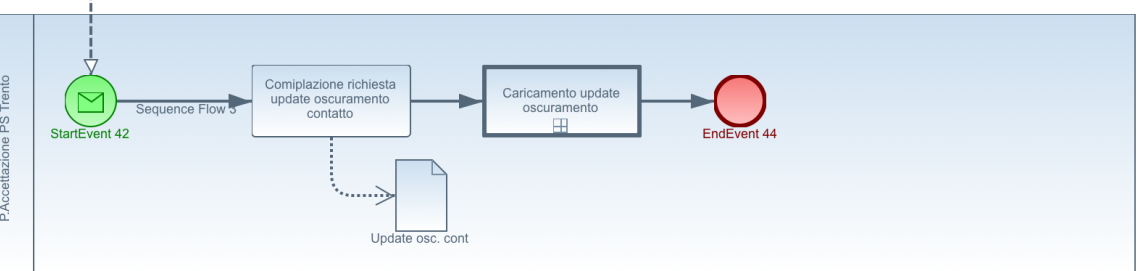 P.Accettazione PS Trento
StartEvent 42
Sequence Flow 3
Comiplazione richiesta
update oscuramento
contatto
Caricamento update
oscuramento
EndEvent 44
Update osc. cont